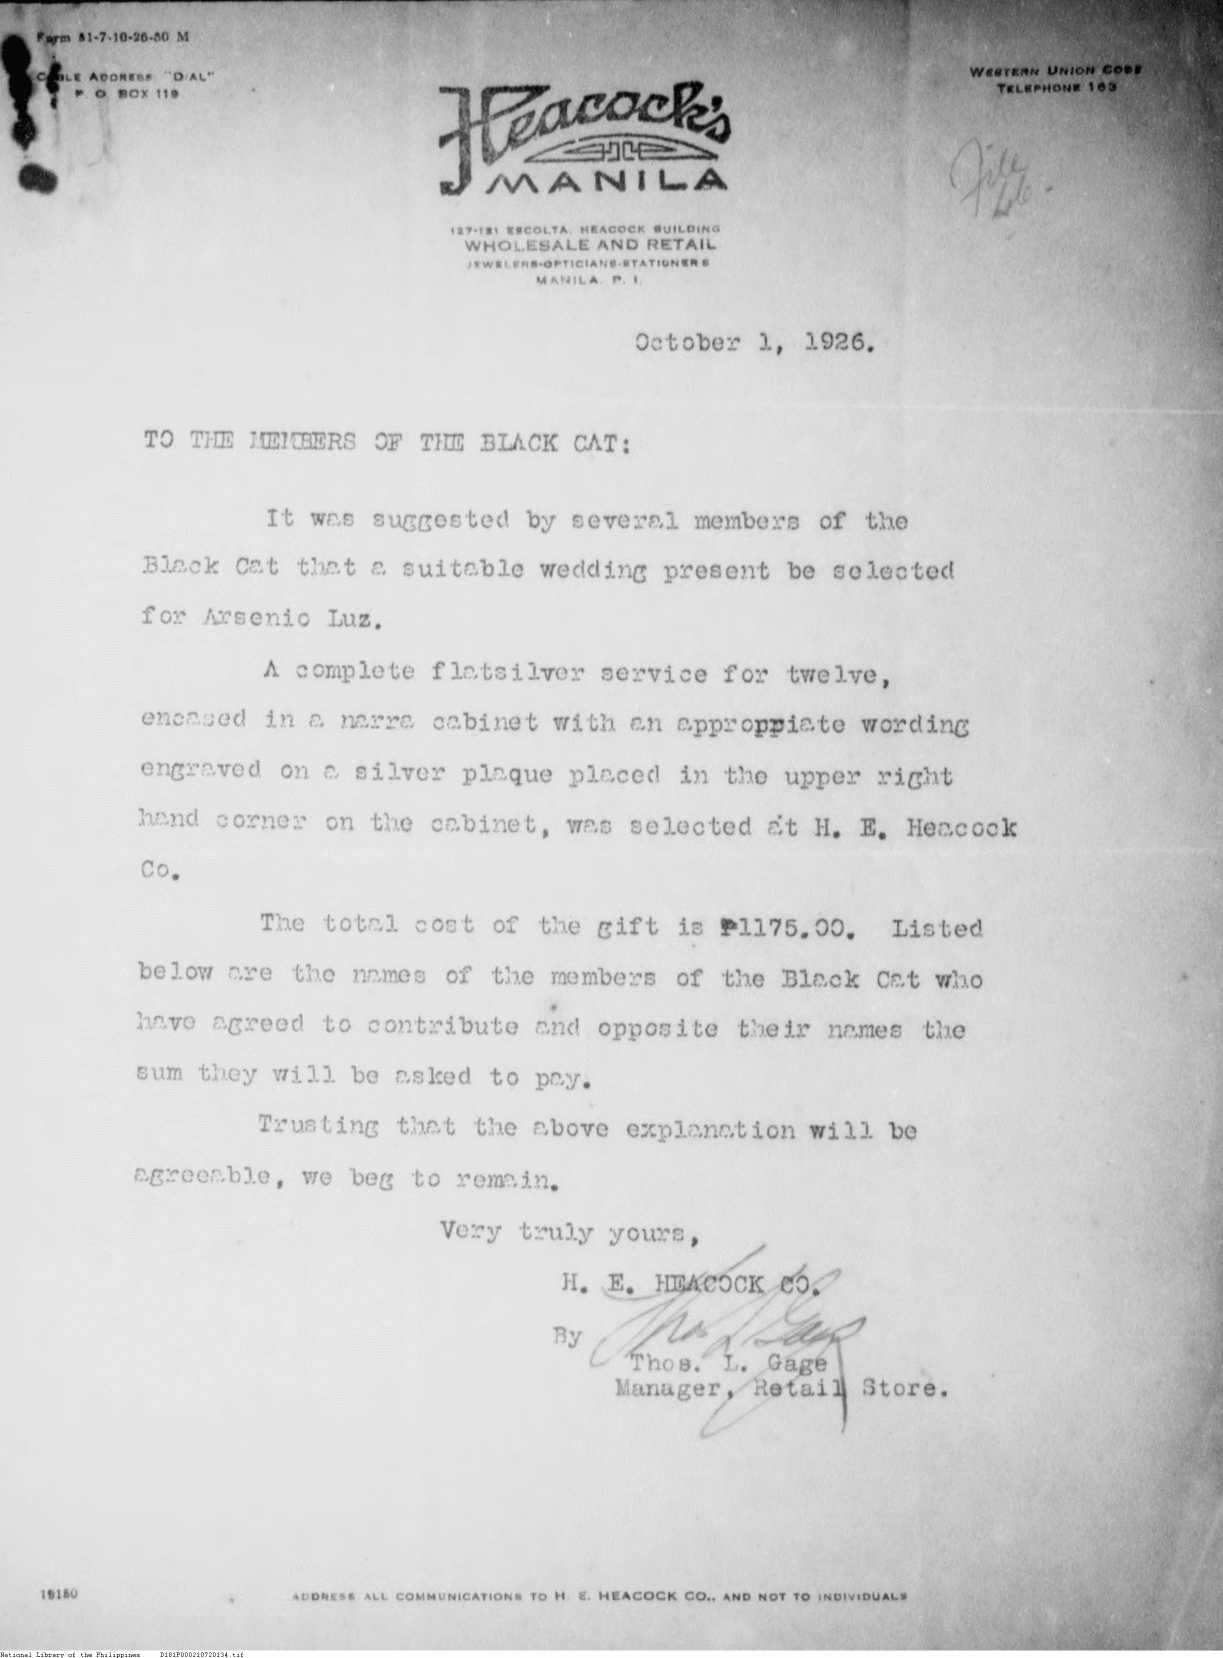 Form 81-7-10-26-50 M
CABLE ADDRESS "DIAL"
P. O. BOX 119
WESTERN UNION CODE
TELEPHONE 163
Heacock's
MANILA
127-131 ESCOLTA, HEACOCK BUILDING
WHOLESALE AND RETAIL
JEWELERS-OPTICIANS-STATIONERS
MANILA, P. I.
File
October 1, 1926.
TO THE MEMBERS OF THE BLACK CAT:
It was suggested by several members of the
Black Cat that a suitable wedding present be selected
for Arsenio Luz.
A complete flatsilver service for twelve,
encased in a narra cabinet with an appropriate wording
engraved on a silver plaque placed in the upper right
hand corner on the cabinet, was selected at H. E. Heacock
Co.
The total cost of the gift is ₱1175.00. Listed
below are the names of the members of the Black Cat who
have agreed to contribute and opposite their names the
sum they will be asked to pay.
Trusting that the above explanation will be
agreeable, we beg to remain.
Very truly yours,
H. E. HEACOCK CO.
By Thos L Gage
Thos. L. Gage
Manager, Retail Store.
ADDRESS ALL COMMUNICATIONS TO H. E. HEACOCK CO., AND NOT TO INDIVIDUALS
National Library of the Philippines D181P000210720134.tif